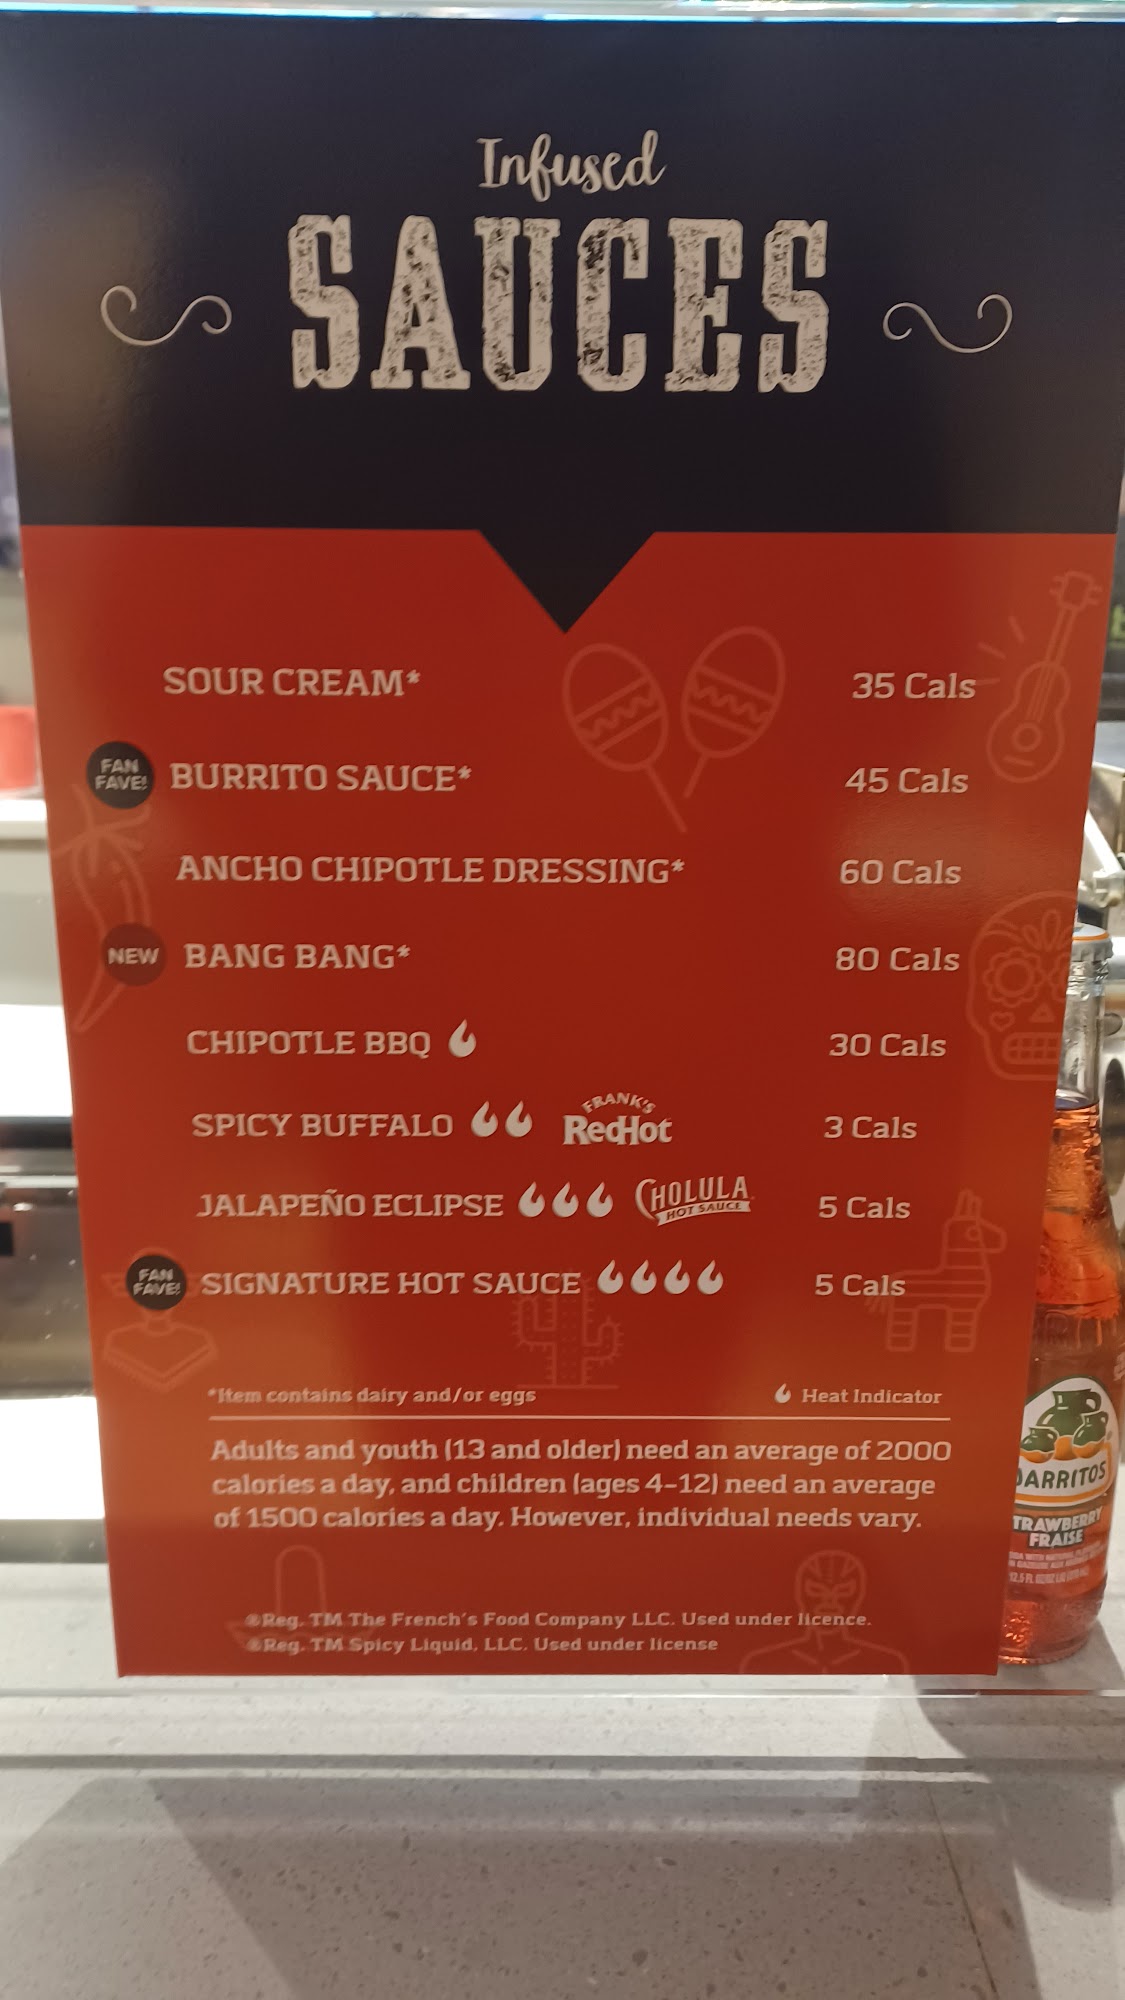 Infused
SAUCES
SOUR CREAM* 35 Cals
FAN FAVE! BURRITO SAUCE* 45 Cals
ANCHO CHIPOTLE DRESSING* 60 Cals
NEW BANG BANG* 80 Cals
CHIPOTLE BBQ 30 Cals
SPICY BUFFALO FRANK'S RedHot 3 Cals
JALAPEÑO ECLIPSE CHOLULA HOT SAUCE 5 Cals
FAN FAVE! SIGNATURE HOT SAUCE 5 Cals
*Item contains dairy and/or eggs Heat Indicator
Adults and youth (13 and older) need an average of 2000
calories a day, and children (ages 4-12) need an average
of 1500 calories a day. However, individual needs vary.
®Reg. TM The French's Food Company LLC. Used under licence.
®Reg. TM Spicy Liquid, LLC. Used under license
JARRITOS
TRAWBERRY
FRAISE